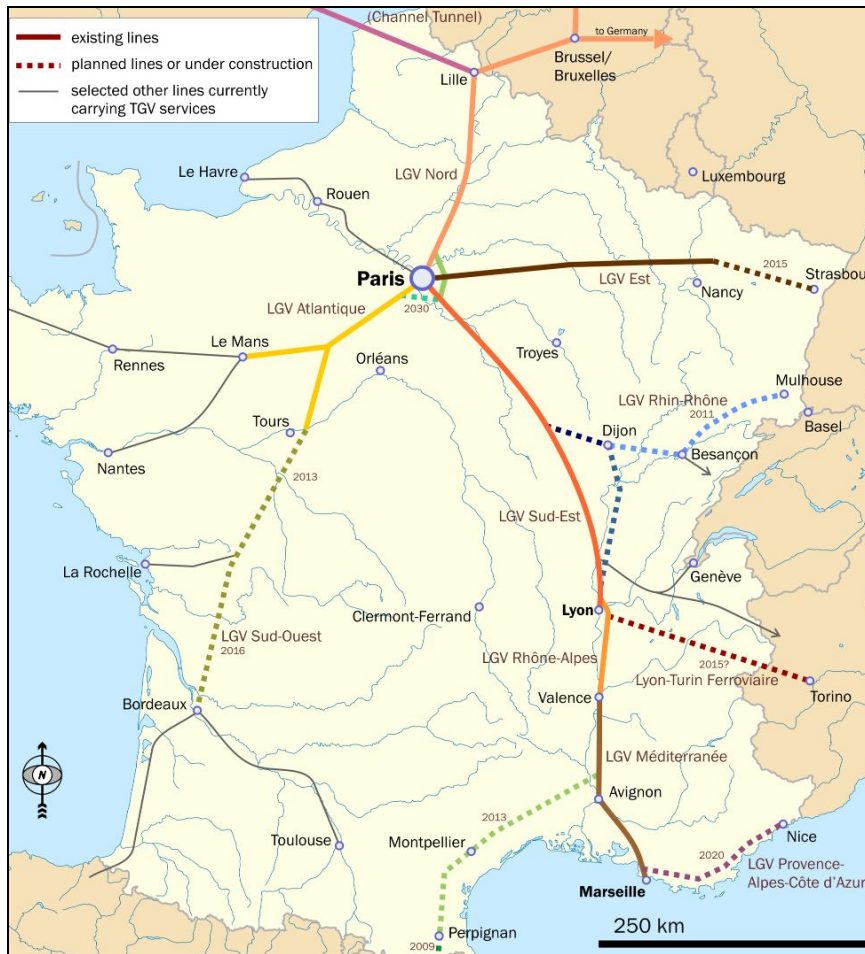 existing lines
planned lines or under construction
selected other lines currently
carrying TGV services
(Channel Tunnel)
to Germany
Brussel/
Bruxelles
Lille
Le Havre
Rouen
LGV Nord
Luxembourg
Paris
LGV Est
2015
Strasbou
Nancy
LGV Atlantique
2030
Le Mans
Rennes
Orléans
Troyes
Mulhouse
LGV Rhin-Rhône
2011
Basel
Tours
Dijon
Besançon
Nantes
2013
LGV Sud-Est
La Rochelle
Genève
Clermont-Ferrand
Lyon
LGV Sud-Ouest
2016
LGV Rhône-Alpes
2015?
Lyon-Turin Ferroviaire
Torino
Valence
Bordeaux
LGV Méditerranée
N
Avignon
2013
Toulouse
Montpellier
Nice
2020
LGV Provence-
Alpes-Côte d'Azur
Marseille
250 km
Perpignan
2009